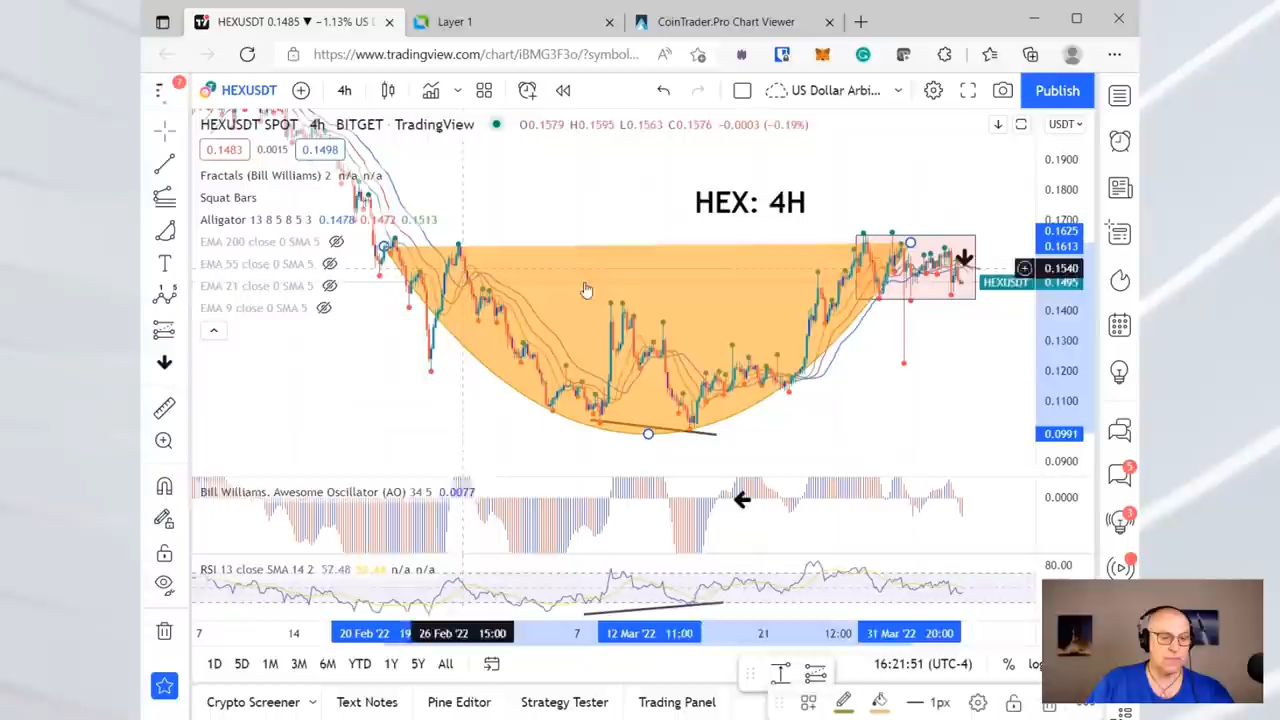 HEXUSDT 0.1485 ▼ −1.13% US D
Layer 1
CoinTrader.Pro Chart Viewer
https://www.tradingview.com/chart/iBMG3F3o/?symbol...
7
HEXUSDT
4h
US Dollar Arbi...
Publish
HEXUSDT SPOT 4h BITGET TradingView
O0.1579 H0.1595 L0.1563 C0.1576 −0.0003 (−0.19%)
USDT
0.1483
0.0015
0.1498
Fractals (Bill Williams) 2 n/a n/a
Squat Bars
Alligator 13 8 5 8 5 3 0.1478 0.1477 0.1513
EMA 200 close 0 SMA 5
EMA 55 close 0 SMA 5
EMA 21 close 0 SMA 5
EMA 9 close 0 SMA 5
HEX: 4H
0.1900
0.1800
0.1700
0.1625
0.1613
0.1540
HEXUSDT 0.1495
0.1400
0.1300
0.1200
0.1100
0.0991
0.0900
Bill Williams. Awesome Oscillator (AO) 34 5 0.0077
0.0000
5
3
RSI 13 close SMA 14 2 57.48 n/a n/a
80.00
7
14
20 Feb '22 19
26 Feb '22 15:00
7
12 Mar '22 11:00
21
12:00
31 Mar '22 20:00
1D 5D 1M 3M 6M YTD 1Y 5Y All
16:21:51 (UTC-4)
%
log
Crypto Screener
Text Notes
Pine Editor
Strategy Tester
Trading Panel
1px